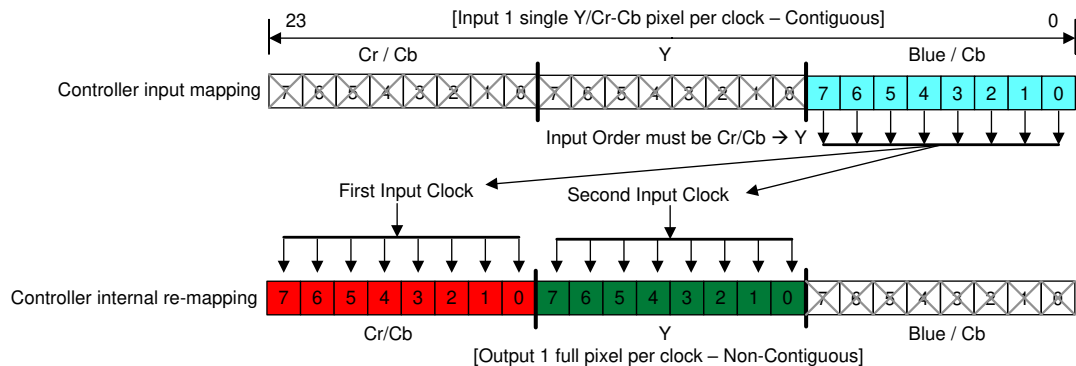 23 [Input 1 single Y/Cr-Cb pixel per clock – Contiguous] 0
Cr / Cb Y Blue / Cb
Controller input mapping 7 6 5 4 3 2 1 0 7 6 5 4 3 2 1 0 7 6 5 4 3 2 1 0
Input Order must be Cr/Cb → Y
First Input Clock Second Input Clock
Controller internal re-mapping 7 6 5 4 3 2 1 0 7 6 5 4 3 2 1 0 7 6 5 4 3 2 1 0
Cr/Cb Y Blue / Cb
[Output 1 full pixel per clock – Non-Contiguous]